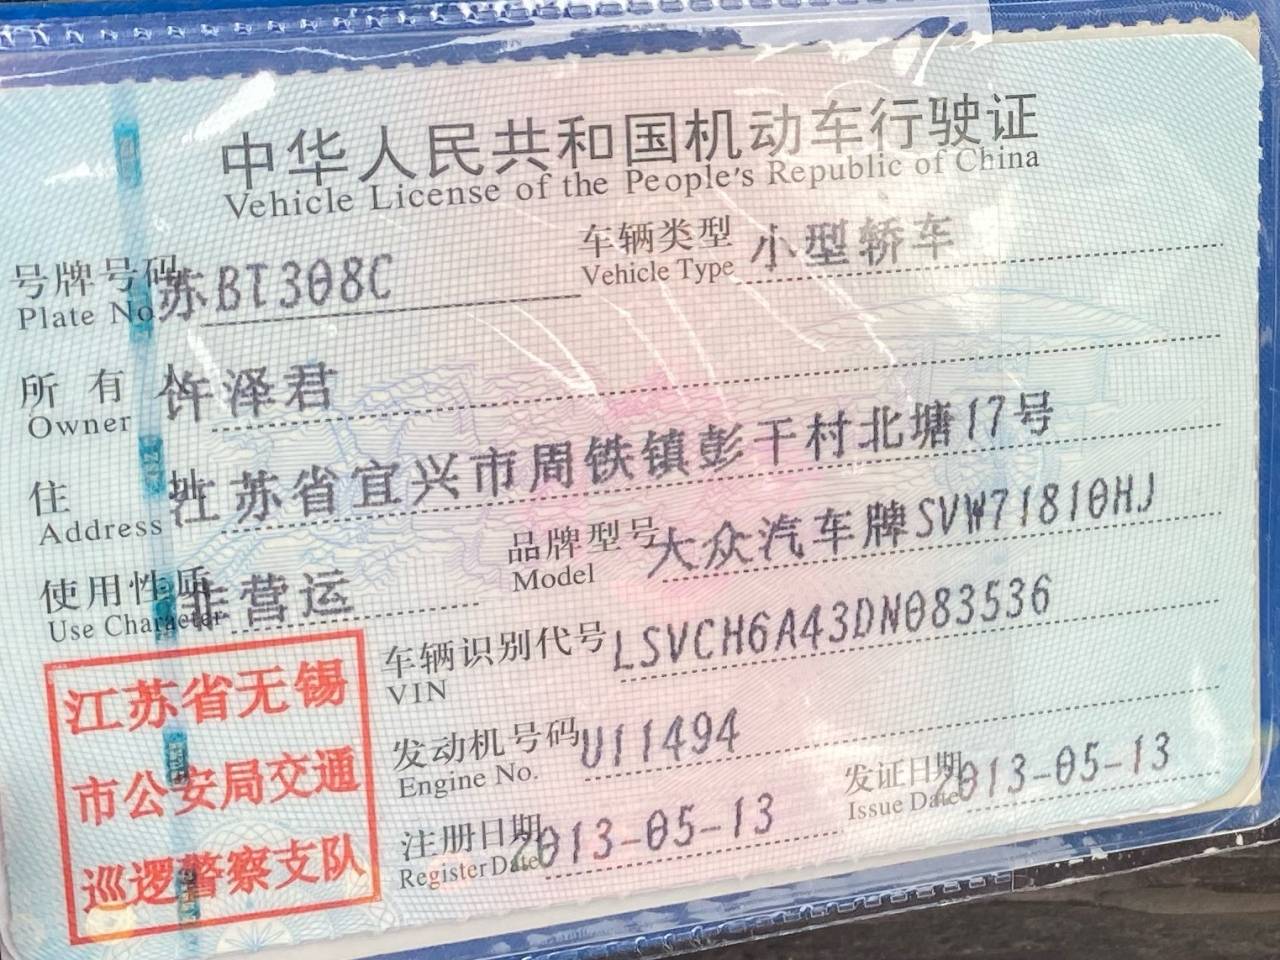 中华人民共和国机动车行驶证
Vehicle License of the People's Republic of China
号牌号码 苏BT308C 车辆类型 小型轿车
Plate No. Vehicle Type
所有人 许泽君
Owner
住址 江苏省宜兴市周铁镇彭干村北塘17号
Address
使用性质 非营运 品牌型号 大众汽车牌SVW71810HJ
Use Character Model
车辆识别代号 LSVCH6A43DN083536
VIN
发动机号码 U11494
Engine No.
注册日期 2013-05-13 发证日期 2013-05-13
Register Date Issue Date
江苏省无锡
市公安局交通
巡逻警察支队